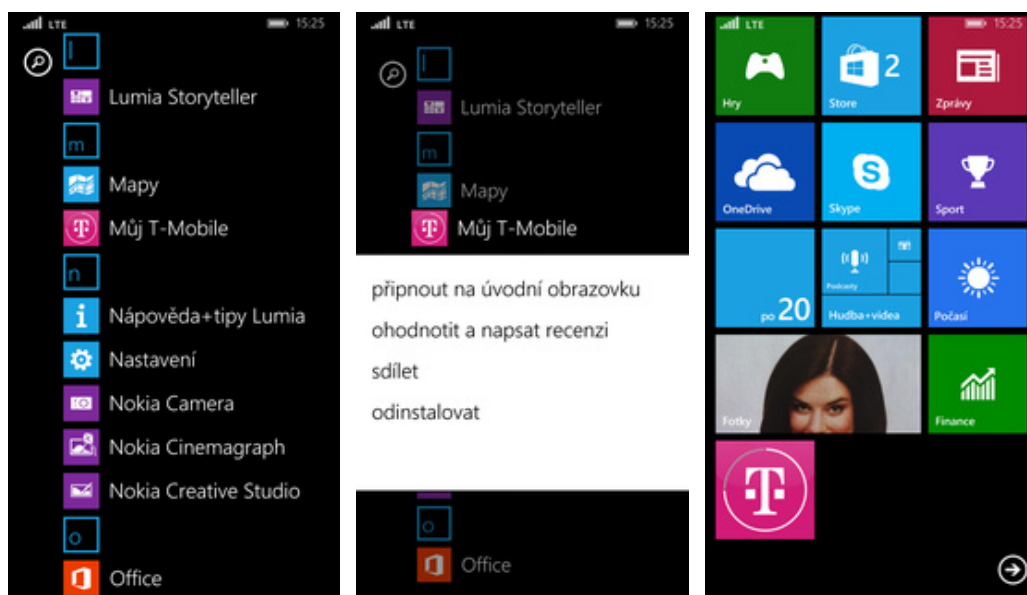 LTE 15:25
l
Lumia Storyteller
m
Mapy
Můj T-Mobile
n
Nápověda+tipy Lumia
Nastavení
Nokia Camera
Nokia Cinemagraph
Nokia Creative Studio
o
Office
LTE 15:25
l
Lumia Storyteller
m
Mapy
Můj T-Mobile
připnout na úvodní obrazovku
ohodnotit a napsat recenzi
sdílet
odinstalovat
o
Office
LTE 15:25
2
Hry Store Zprávy
S
OneDrive Skype Sport
po 20
Podcasty
Hudba+videa Počasí
Fotky Finance
T